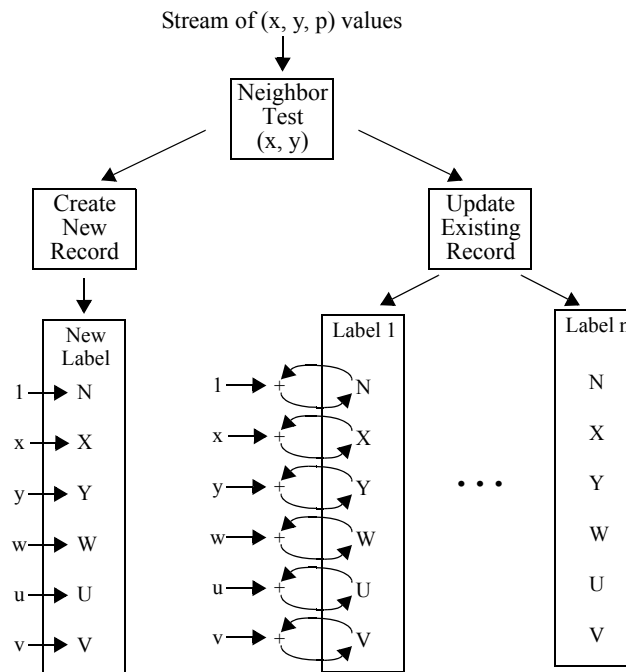 Stream of (x, y, p) values
Neighbor
Test
(x, y)
Create
New
Record
Update
Existing
Record
New
Label
1 N
x X
y Y
w W
u U
v V
Label 1
1 + N
x + X
y + Y
w + W
u + U
v + V
• • •
Label n
N
X
Y
W
U
V